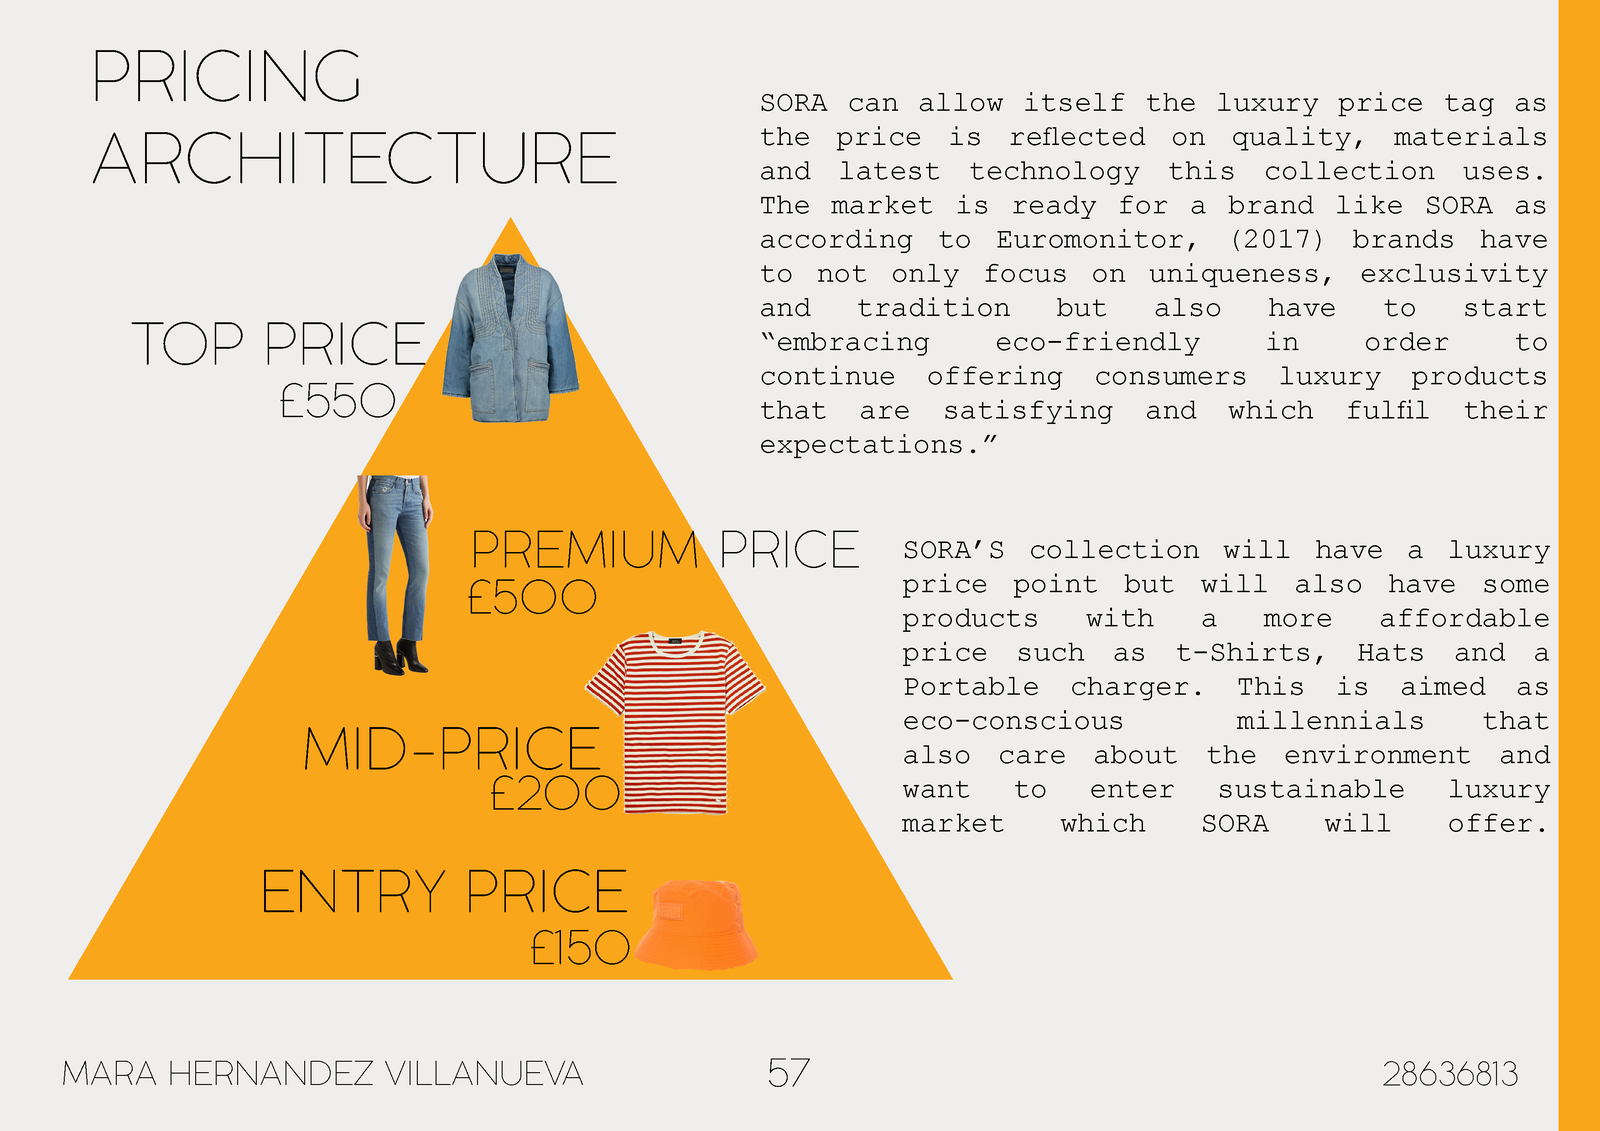 PRICING
ARCHITECTURE
SORA can allow itself the luxury price tag as
the price is reflected on quality, materials
and latest technology this collection uses.
The market is ready for a brand like SORA as
according to Euromonitor, (2017) brands have
to not only focus on uniqueness, exclusivity
and tradition but also have to start
“embracing eco-friendly in order to
continue offering consumers luxury products
that are satisfying and which fulfil their
expectations.”
TOP PRICE
£550
PREMIUM PRICE
£500
MID-PRICE
£200
ENTRY PRICE
£150
SORA’S collection will have a luxury
price point but will also have some
products with a more affordable
price such as t-Shirts, Hats and a
Portable charger. This is aimed as
eco-conscious millennials that
also care about the environment and
want to enter sustainable luxury
market which SORA will offer.
MARA HERNANDEZ VILLANUEVA
57
28636813